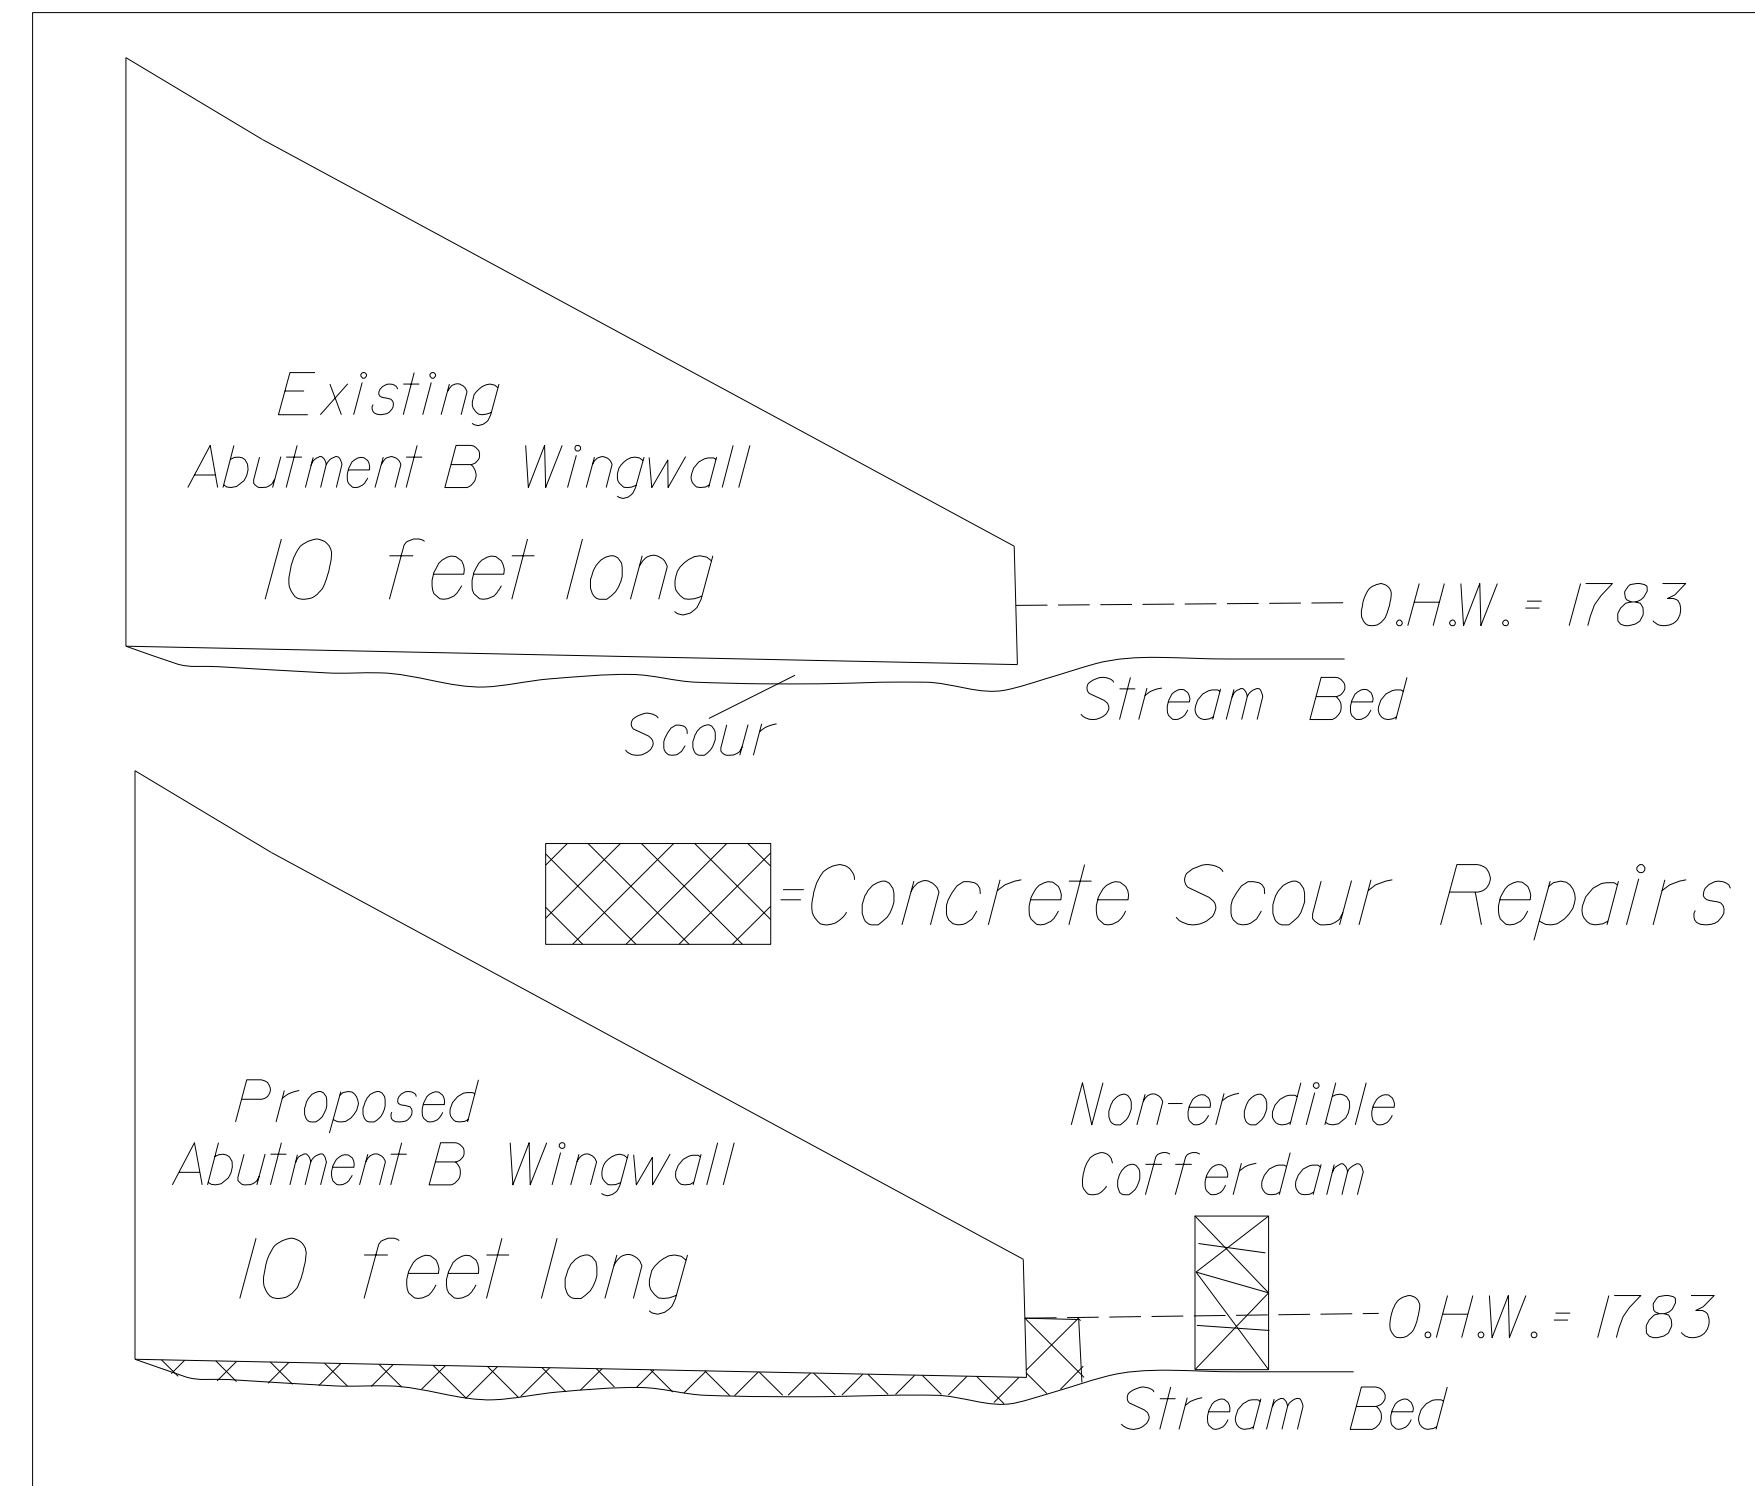 Existing
Abutment B Wingwall
10 feet long
O.H.W.= 1783
Stream Bed
Scour
=Concrete Scour Repairs
Proposed
Abutment B Wingwall
10 feet long
Non-erodible
Cofferdam
O.H.W.= 1783
Stream Bed